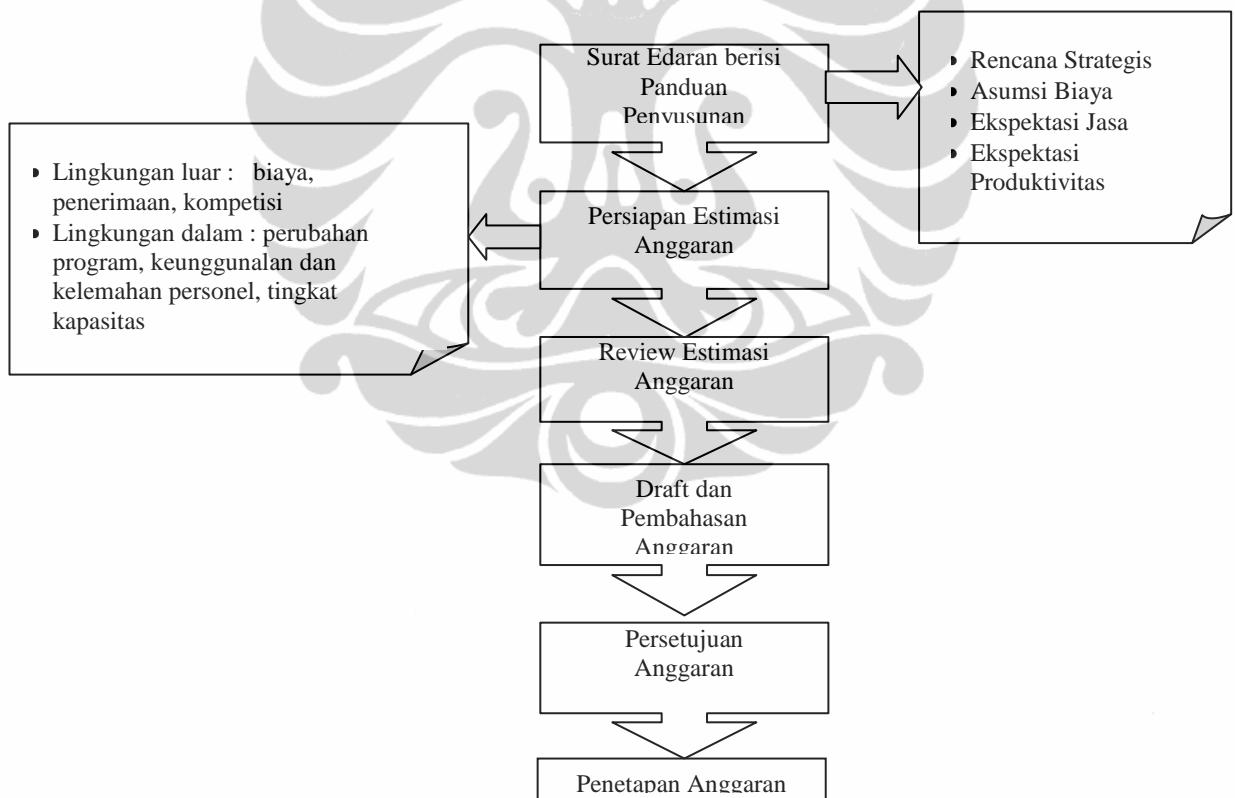 Surat Edaran berisi
Panduan
Penyusunan
• Rencana Strategis
• Asumsi Biaya
• Ekspektasi Jasa
• Ekspektasi
Produktivitas
• Lingkungan luar : biaya,
penerimaan, kompetisi
• Lingkungan dalam : perubahan
program, keunggunalan dan
kelemahan personel, tingkat
kapasitas
Persiapan Estimasi
Anggaran
Review Estimasi
Anggaran
Draft dan
Pembahasan
Anggaran
Persetujuan
Anggaran
Penetapan Anggaran